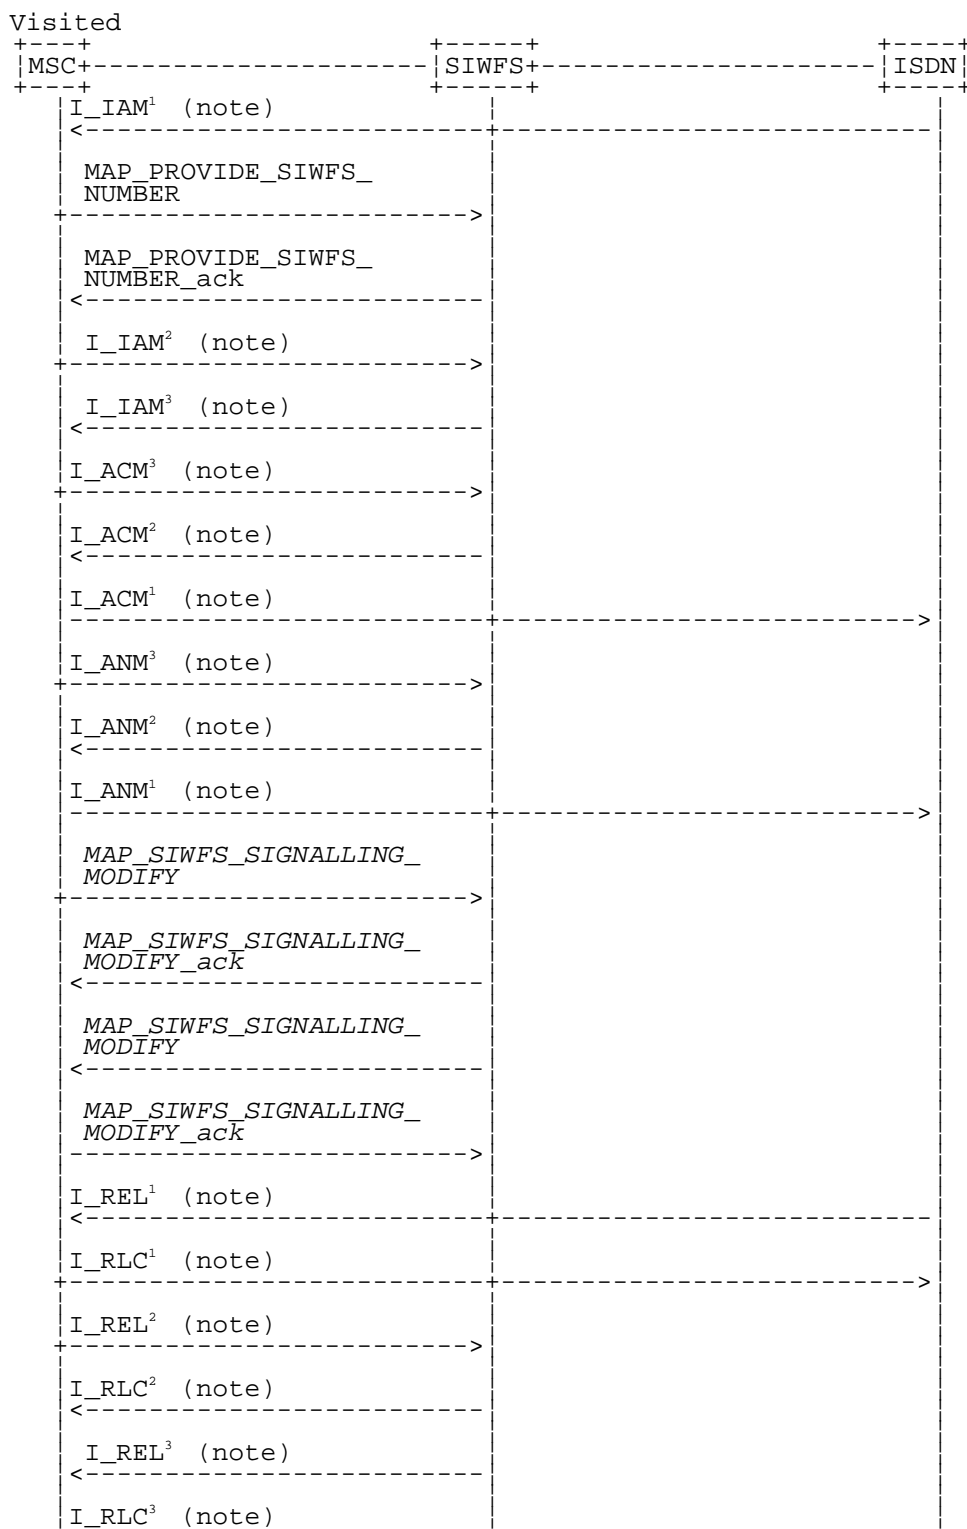 Visited
MSC SIWFS ISDN
I_IAM¹ (note)
MAP_PROVIDE_SIWFS_
NUMBER
MAP_PROVIDE_SIWFS_
NUMBER_ack
I_IAM² (note)
I_IAM³ (note)
I_ACM³ (note)
I_ACM² (note)
I_ACM¹ (note)
I_ANM³ (note)
I_ANM² (note)
I_ANM¹ (note)
MAP_SIWFS_SIGNALLING_
MODIFY
MAP_SIWFS_SIGNALLING_
MODIFY_ack
MAP_SIWFS_SIGNALLING_
MODIFY
MAP_SIWFS_SIGNALLING_
MODIFY_ack
I_REL¹ (note)
I_RLC¹ (note)
I_REL² (note)
I_RLC² (note)
I_REL³ (note)
I_RLC³ (note)